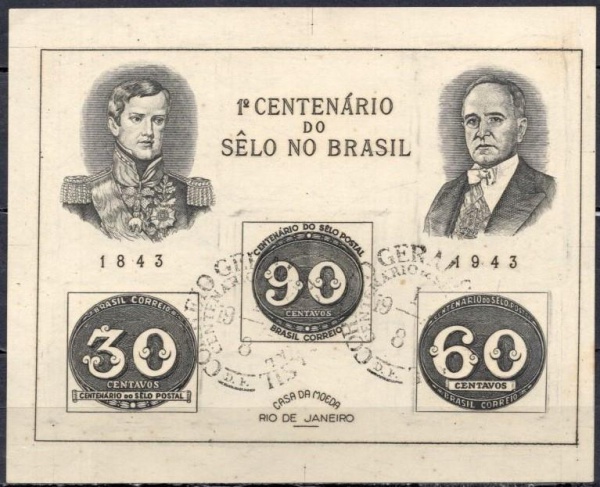 1º CENTENÁRIO
DO
SÊLO NO BRASIL
1843
1943
CENTENÁRIO DO SÊLO POSTAL
90
CENTAVOS
BRASIL CORREIO
BRASIL CORREIO
30
CENTAVOS
CENTENÁRIO DO SÊLO POSTAL
CENTENÁRIO DO SÊLO POSTAL
60
CENTAVOS
BRASIL CORREIO
CASA DA MOEDA
RIO DE JANEIRO